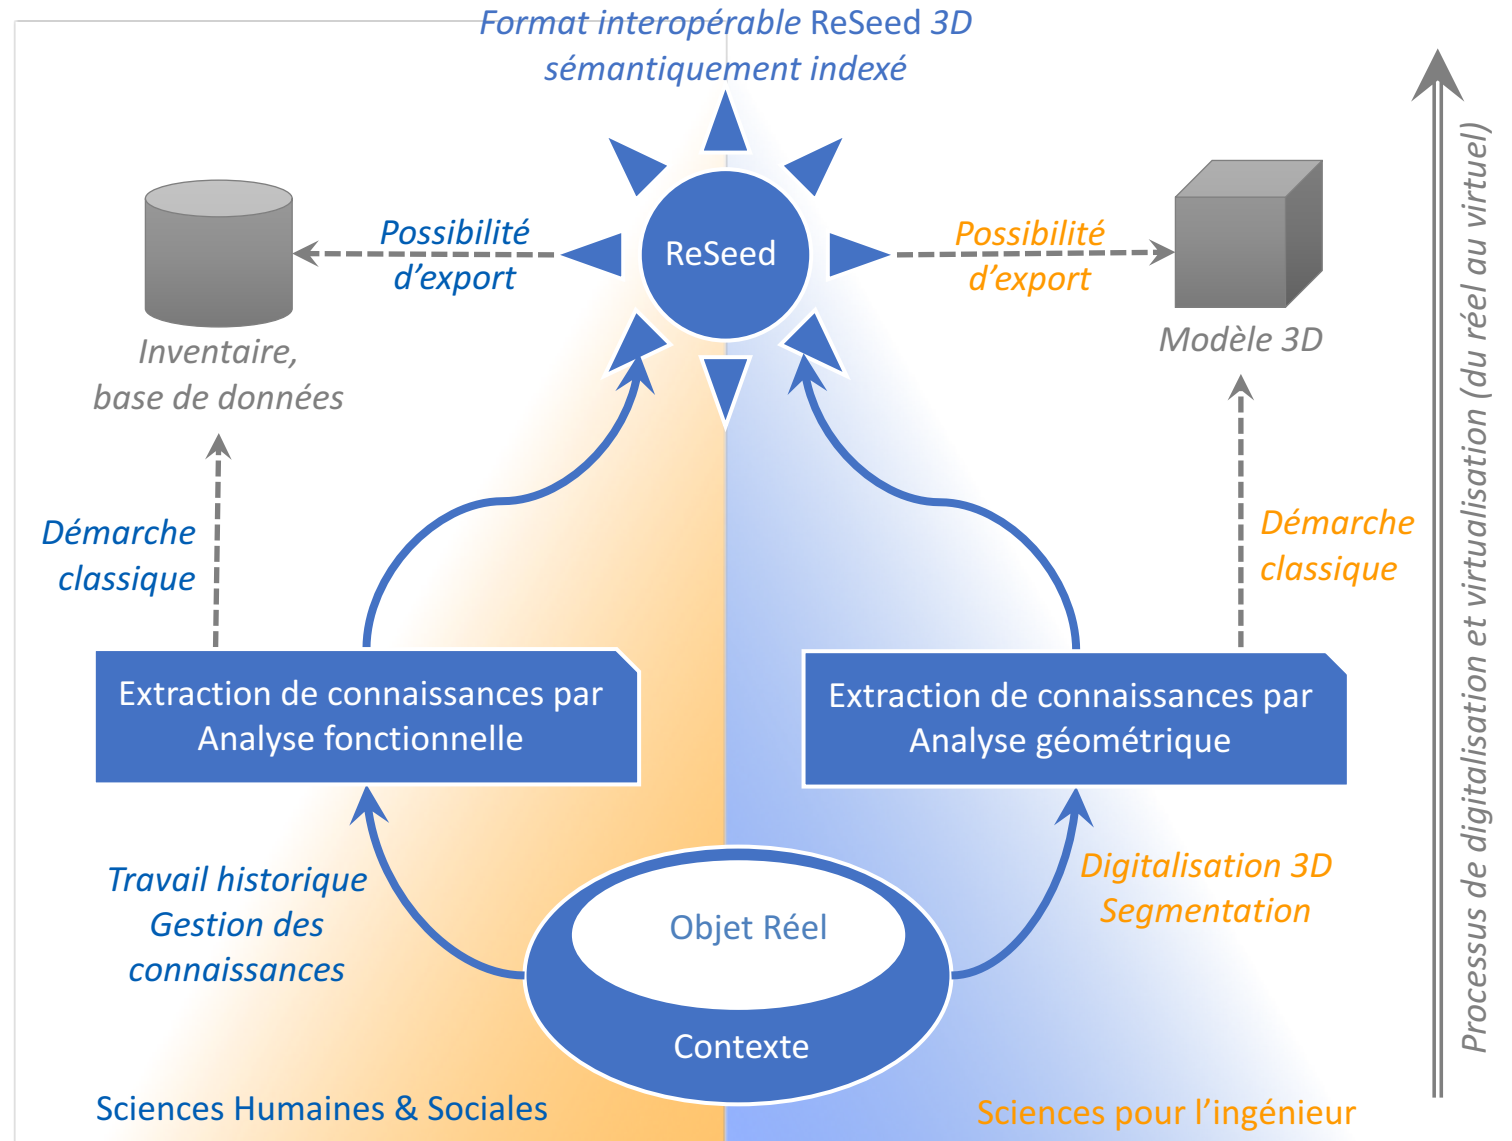 Format interopérable ReSeed 3D
sémantiquement indexé
ReSeed
Possibilité
d’export
Possibilité
d’export
Inventaire,
base de données
Modèle 3D
Démarche
classique
Démarche
classique
Extraction de connaissances par
Analyse fonctionnelle
Extraction de connaissances par
Analyse géométrique
Travail historique
Gestion des
connaissances
Digitalisation 3D
Segmentation
Objet Réel
Contexte
Sciences Humaines & Sociales
Sciences pour l’ingénieur
Processus de digitalisation et virtualisation (du réel au virtuel)